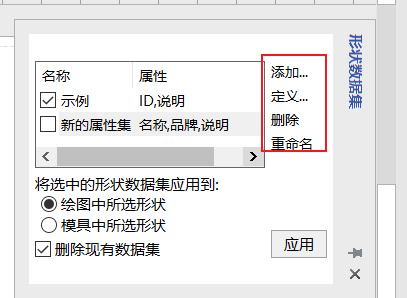 形状数据集
名称 属性
示例 ID,说明
新的属性集 名称,品牌,说明
添加...
定义...
删除
重命名
将选中的形状数据集应用到:
绘图中所选形状
模具中所选形状
删除现有数据集
应用